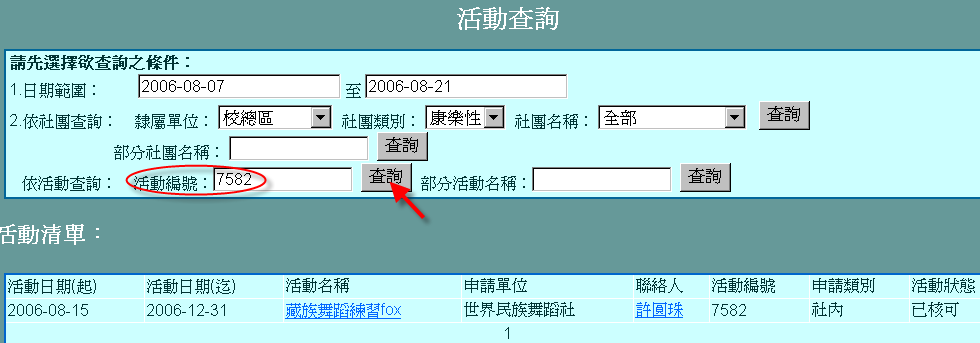 活動查詢
請先選擇欲查詢之條件：
1.日期範圍： 2006-08-07 至 2006-08-21
2.依社團查詢： 隸屬單位： 校總區 社團類別： 康樂性 社團名稱： 全部 查詢
部分社團名稱： 查詢
依活動查詢： 活動編號： 7582 查詢 部分活動名稱： 查詢
活動清單：
活動日期(起) 活動日期(迄) 活動名稱 申請單位 聯絡人 活動編號 申請類別 活動狀態
2006-08-15 2006-12-31 藏族舞蹈練習fox 世界民族舞蹈社 許圓珠 7582 社內 已核可
1